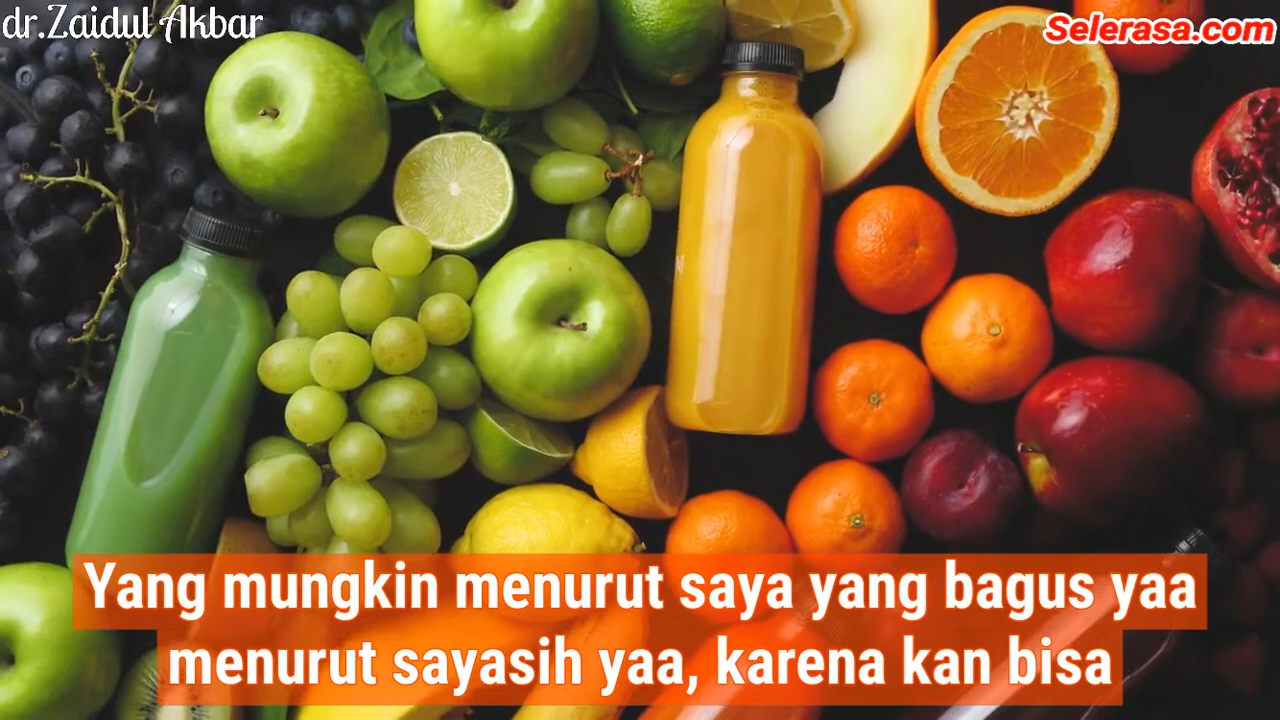 dr.Zaidul Akbar
Selerasa.com
Yang mungkin menurut saya yang bagus yaa
menurut sayasih yaa, karena kan bisa